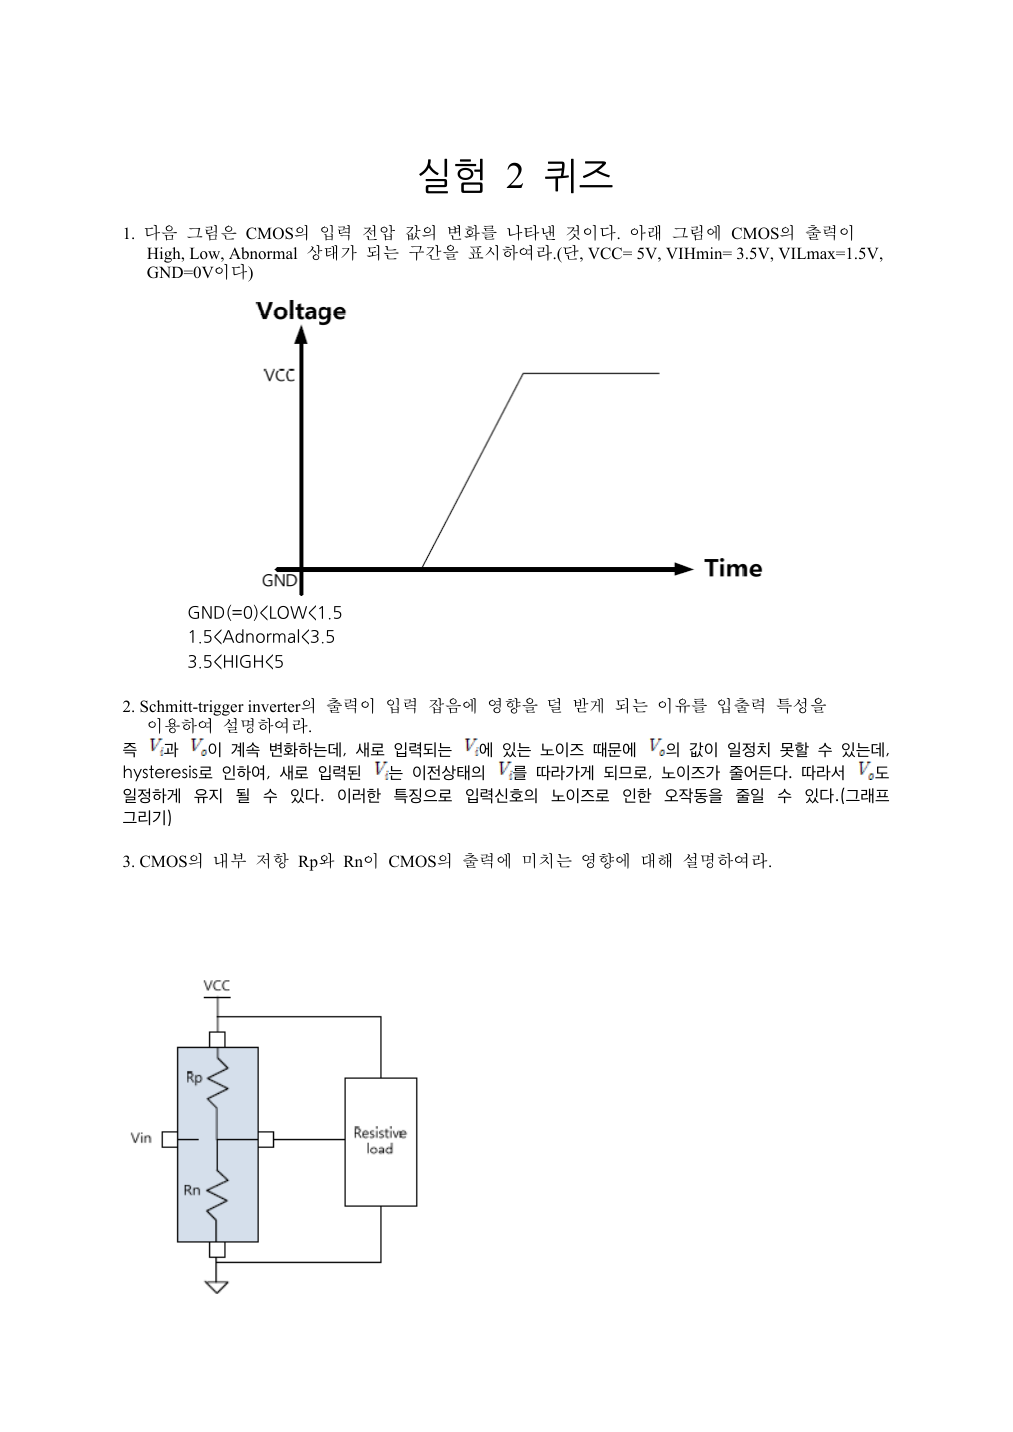 실험 2 퀴즈
1. 다음 그림은 CMOS의 입력 전압 값의 변화를 나타낸 것이다. 아래 그림에 CMOS의 출력이
High, Low, Abnormal 상태가 되는 구간을 표시하여라.(단, VCC= 5V, VIHmin= 3.5V, VILmax=1.5V,
GND=0V이다)
Voltage
VCC
GND
Time
GND(=0)<LOW<1.5
1.5<Adnormal<3.5
3.5<HIGH<5
2. Schmitt-trigger inverter의 출력이 입력 잡음에 영향을 덜 받게 되는 이유를 입출력 특성을
이용하여 설명하여라.
즉 Vi과 Vo이 계속 변화하는데, 새로 입력되는 Vi에 있는 노이즈 때문에 Vo의 값이 일정치 못할 수 있는데,
hysteresis로 인하여, 새로 입력된 Vi는 이전상태의 Vi를 따라가게 되므로, 노이즈가 줄어든다. 따라서 Vo도
일정하게 유지 될 수 있다. 이러한 특징으로 입력신호의 노이즈로 인한 오작동을 줄일 수 있다.(그래프
그리기)
3. CMOS의 내부 저항 Rp와 Rn이 CMOS의 출력에 미치는 영향에 대해 설명하여라.
VCC
Rp
Vin
Resistive
load
Rn